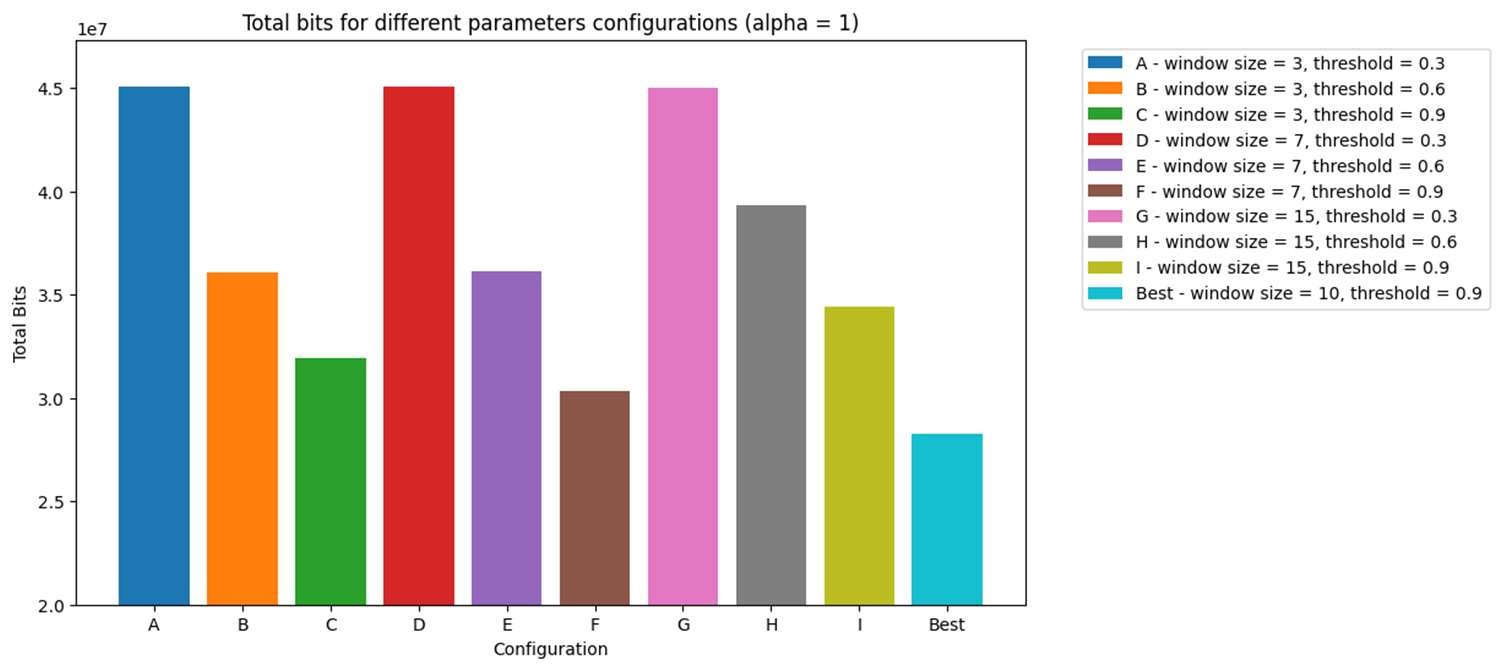 Total bits for different parameters configurations (alpha = 1)
1e7
4.5
4.0
3.5
3.0
2.5
2.0
Total Bits
A B C D E F G H I Best
Configuration
A - window size = 3, threshold = 0.3
B - window size = 3, threshold = 0.6
C - window size = 3, threshold = 0.9
D - window size = 7, threshold = 0.3
E - window size = 7, threshold = 0.6
F - window size = 7, threshold = 0.9
G - window size = 15, threshold = 0.3
H - window size = 15, threshold = 0.6
I - window size = 15, threshold = 0.9
Best - window size = 10, threshold = 0.9